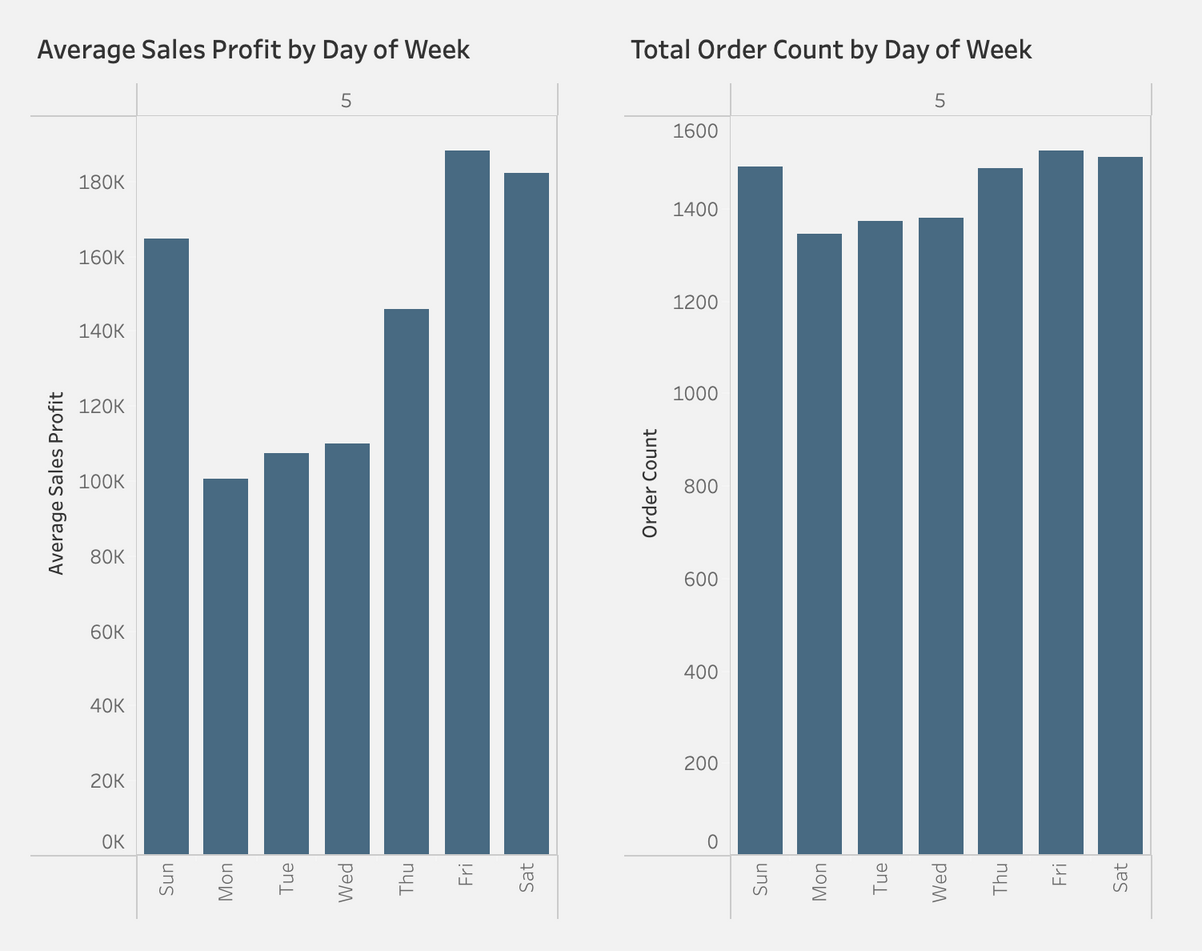 Average Sales Profit by Day of Week
5
Average Sales Profit
180K
160K
140K
120K
100K
80K
60K
40K
20K
0K
Sun
Mon
Tue
Wed
Thu
Fri
Sat
Total Order Count by Day of Week
5
Order Count
1600
1400
1200
1000
800
600
400
200
0
Sun
Mon
Tue
Wed
Thu
Fri
Sat